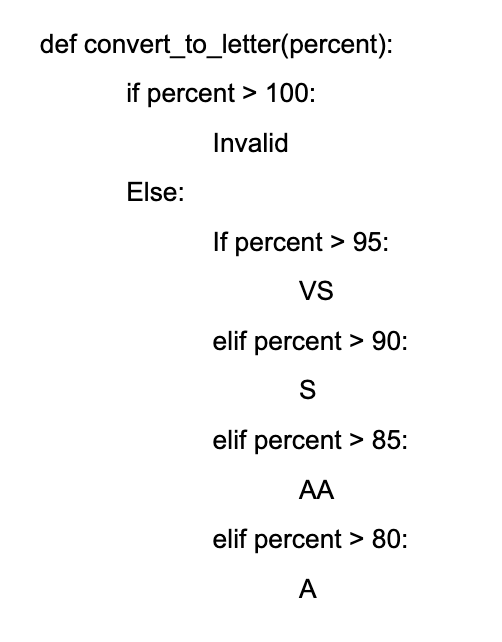 def convert_to_letter(percent):
if percent > 100:
Invalid
Else:
If percent > 95:
VS
elif percent > 90:
S
elif percent > 85:
AA
elif percent > 80:
A